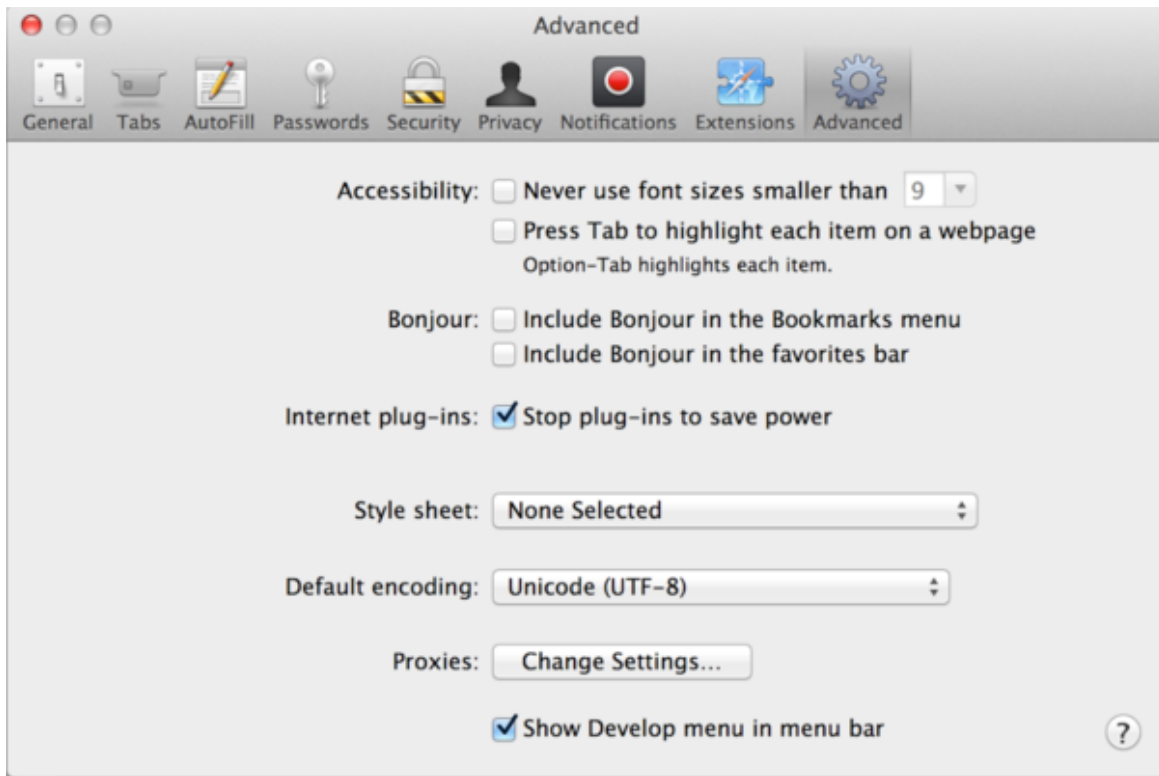 Advanced
General Tabs AutoFill Passwords Security Privacy Notifications Extensions Advanced
Accessibility: Never use font sizes smaller than 9
Press Tab to highlight each item on a webpage
Option-Tab highlights each item.
Bonjour: Include Bonjour in the Bookmarks menu
Include Bonjour in the favorites bar
Internet plug-ins: Stop plug-ins to save power
Style sheet: None Selected
Default encoding: Unicode (UTF-8)
Proxies: Change Settings...
Show Develop menu in menu bar ?